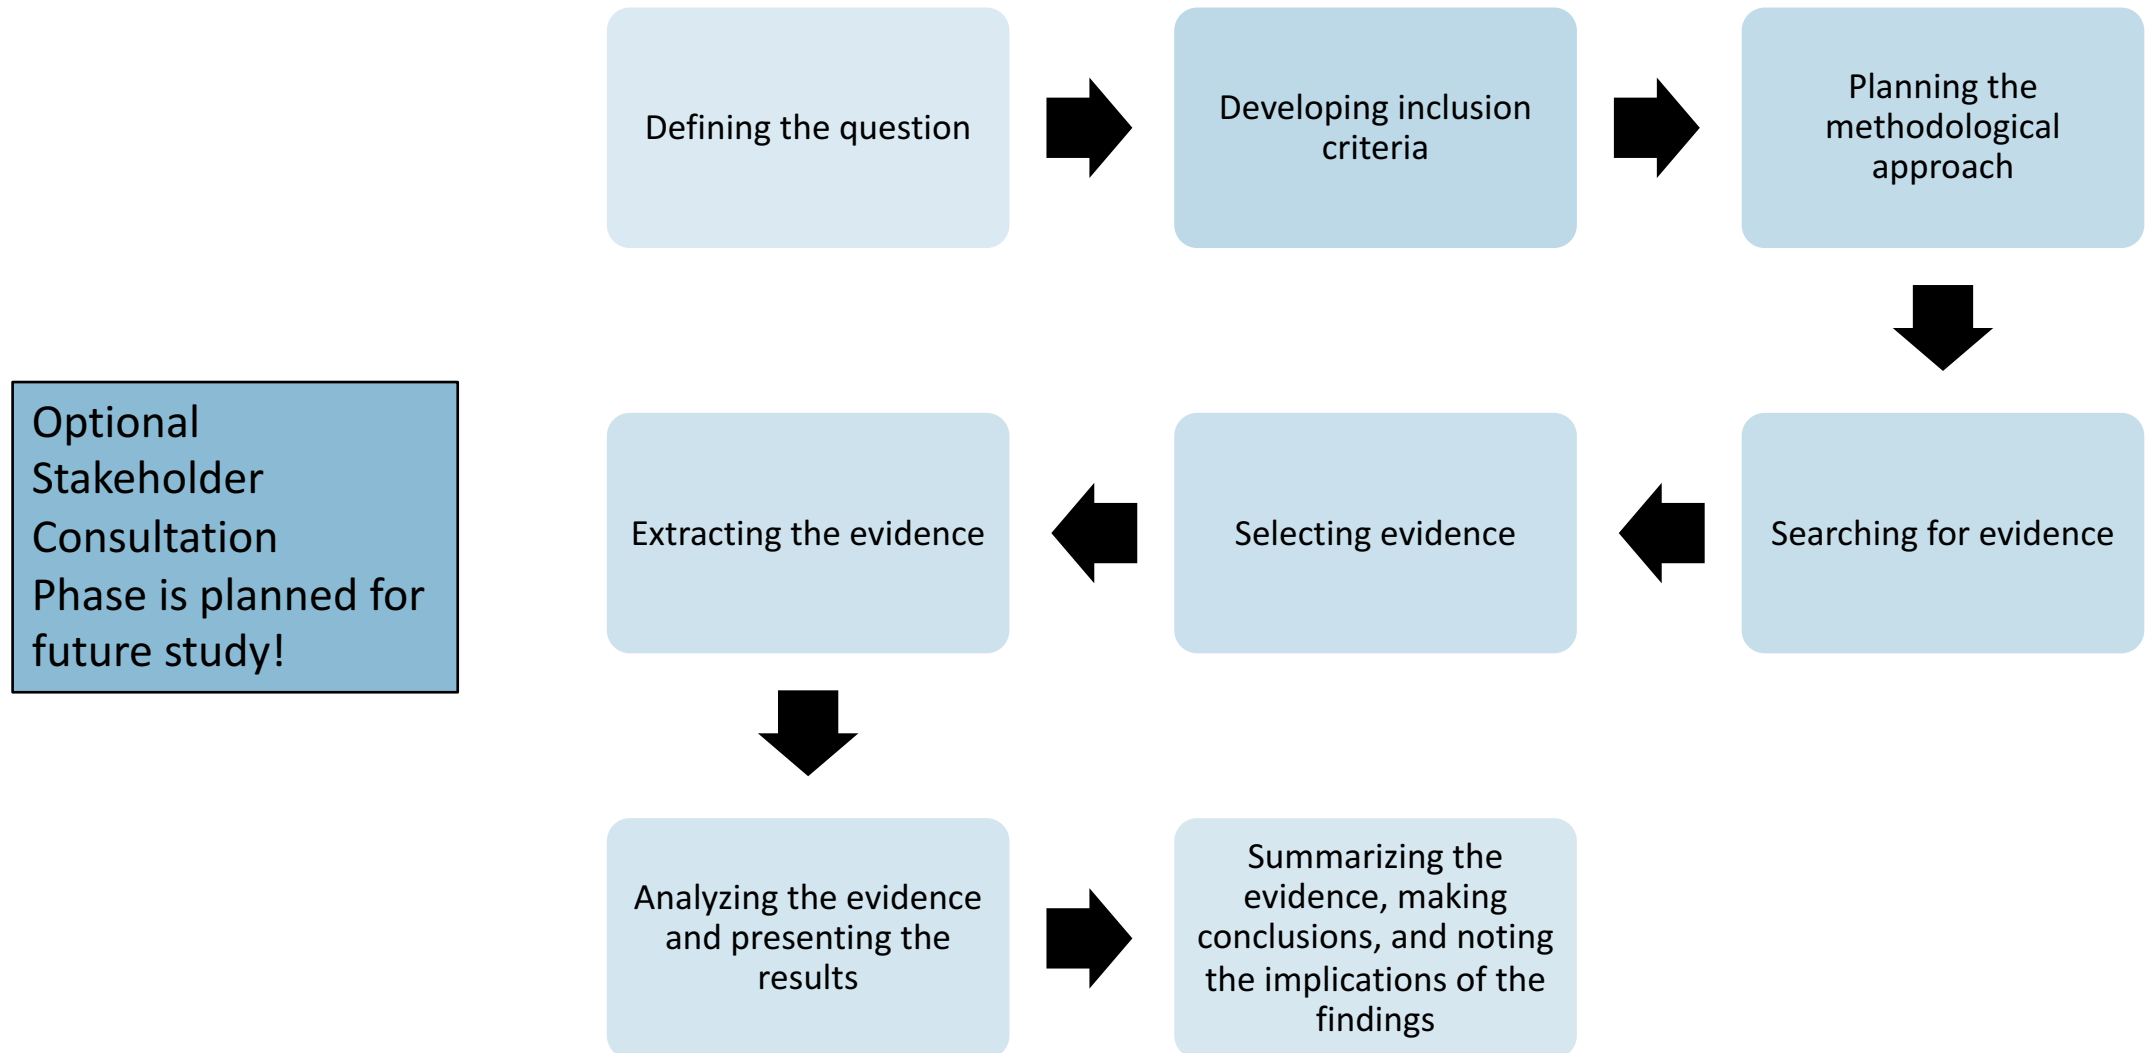 Defining the question
Developing inclusion
criteria
Planning the
methodological
approach
Optional
Stakeholder
Consultation
Phase is planned for
future study!
Extracting the evidence
Selecting evidence
Searching for evidence
Analyzing the evidence
and presenting the
results
Summarizing the
evidence, making
conclusions, and noting
the implications of the
findings